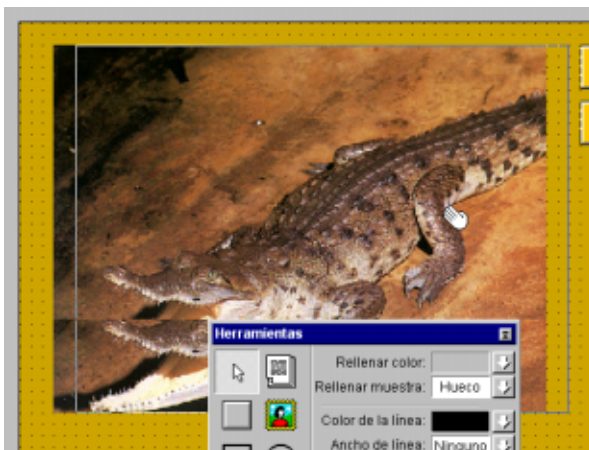 Herramientas
Rellenar color:
Rellenar muestra: Hueco
Color de la línea:
Ancho de línea: Ninguno